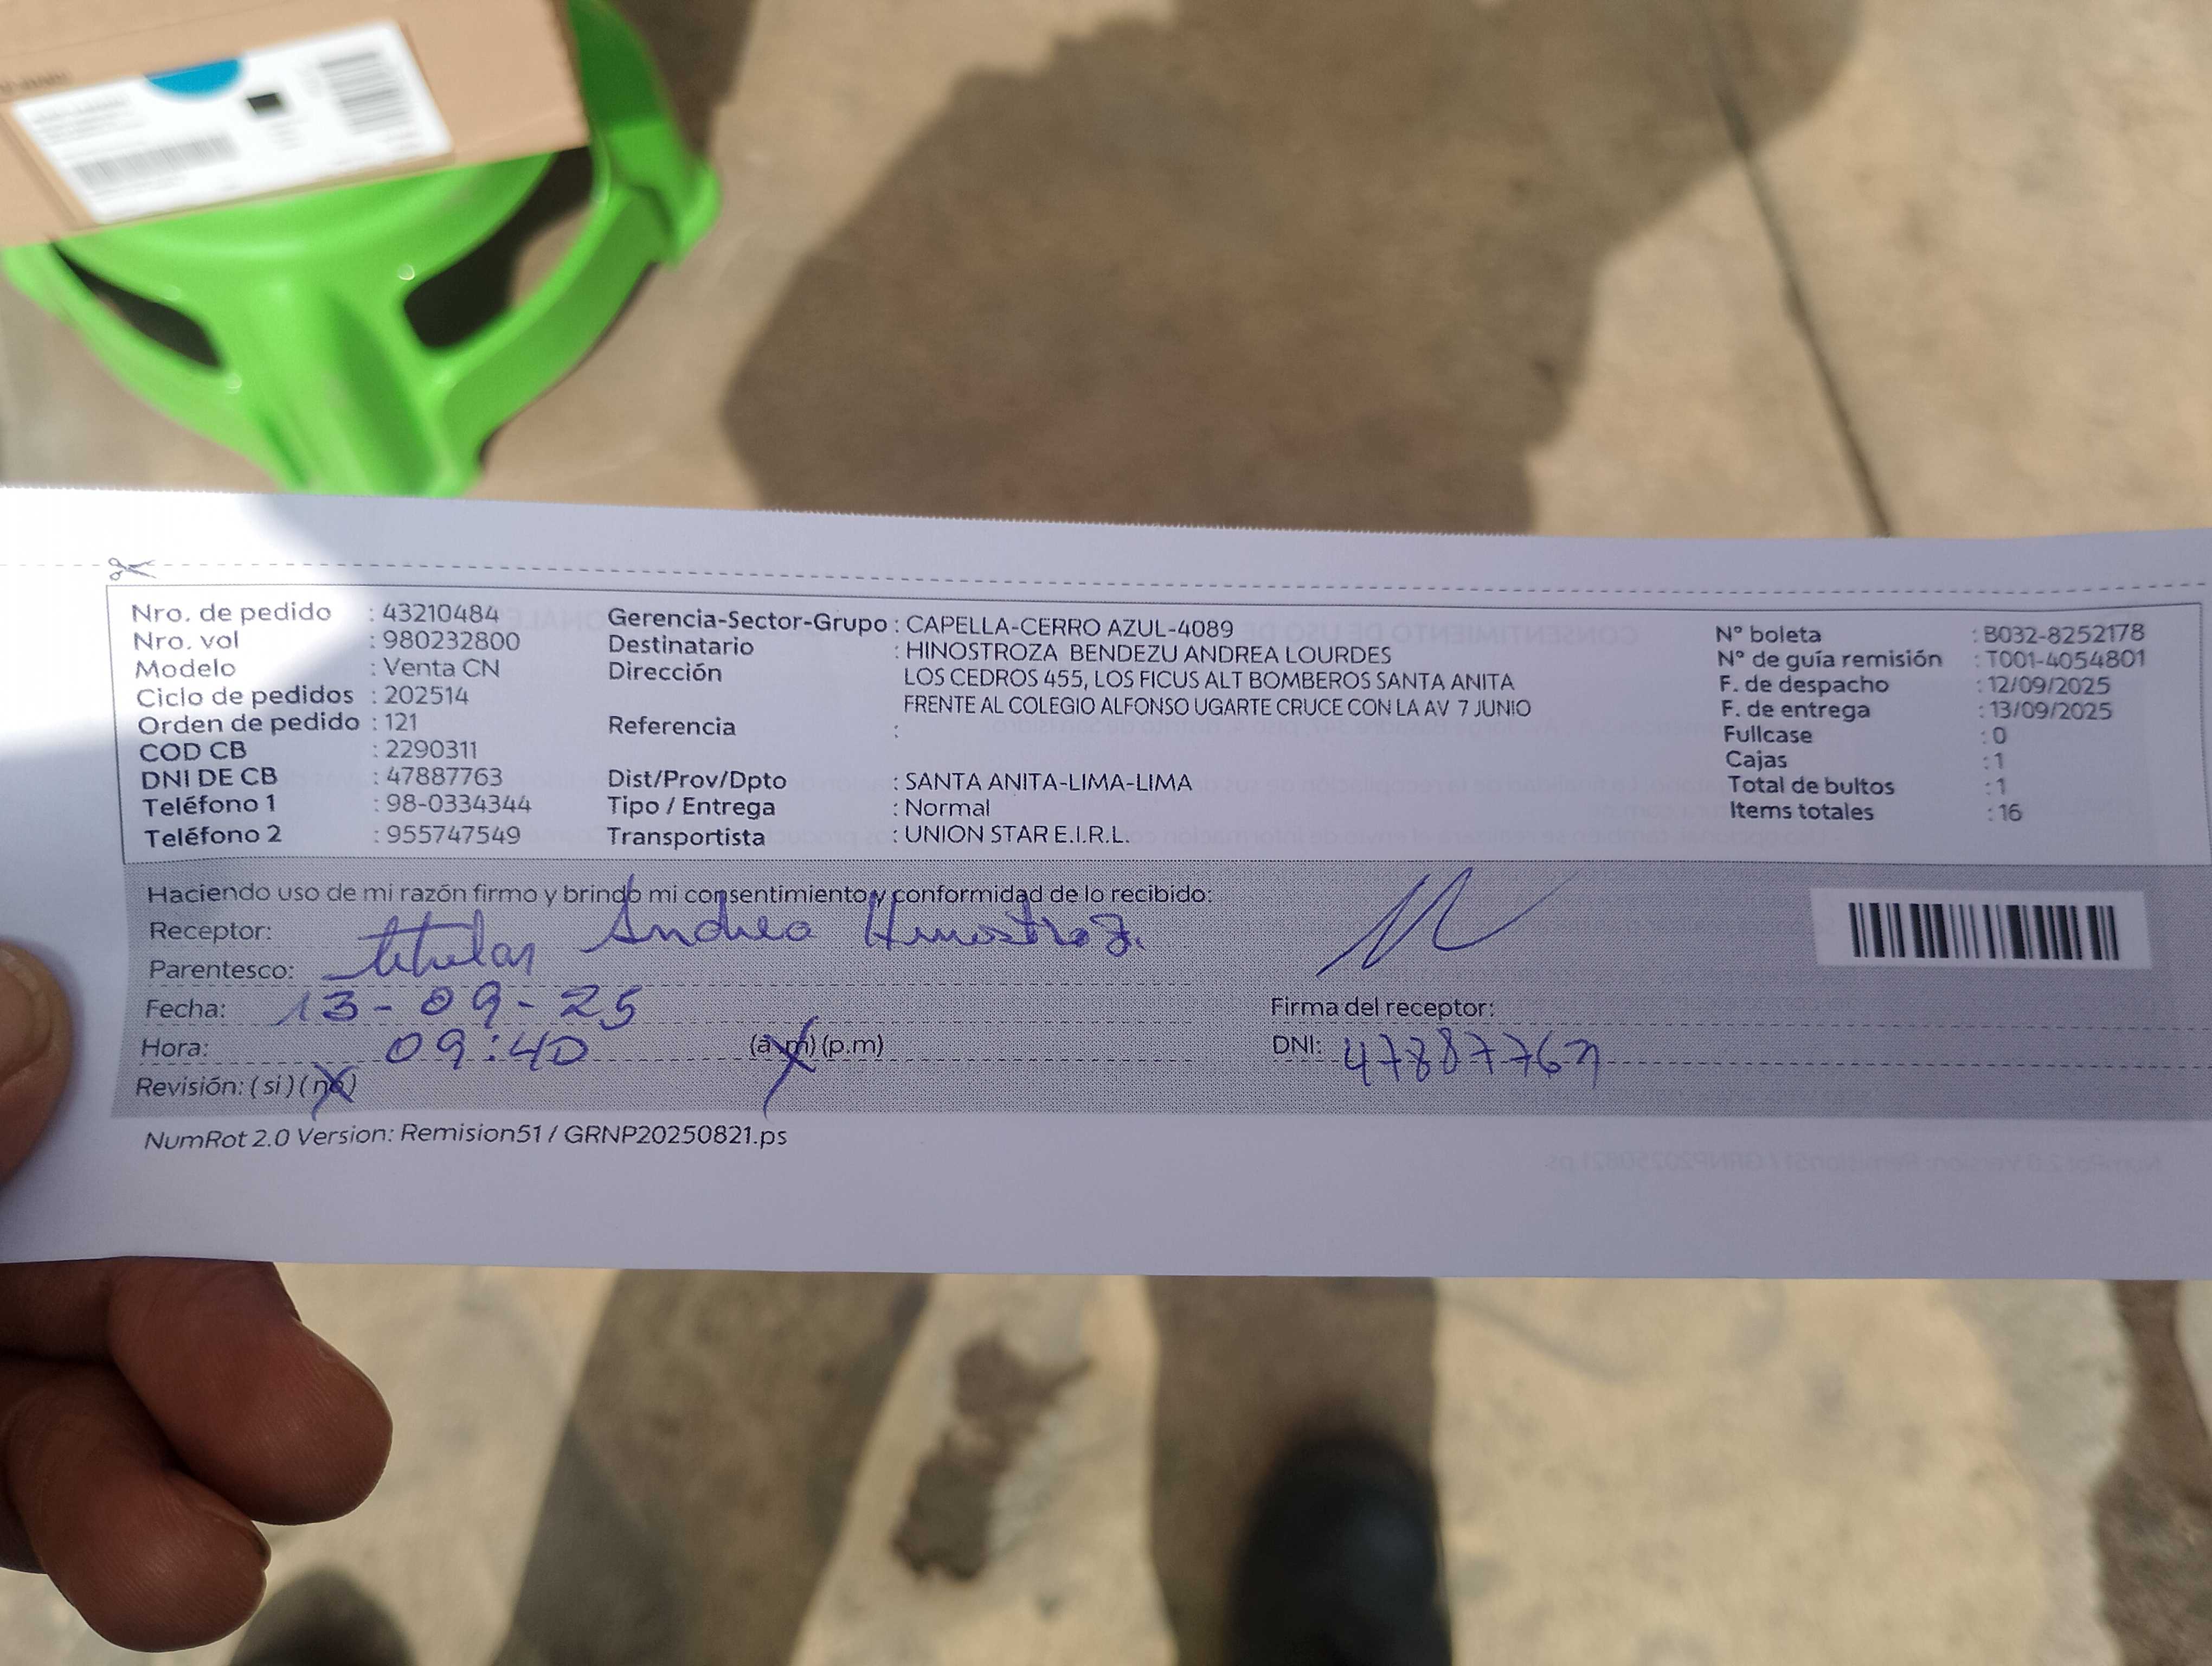 Nro. de pedido : 43210484
Nro. vol : 980232800
Modelo : Venta CN
Ciclo de pedidos : 202514
Orden de pedido : 121
COD CB : 2290311
DNI DE CB : 47887763
Teléfono 1 : 98-0334344
Teléfono 2 : 955747549
Gerencia-Sector-Grupo : CAPELLA-CERRO AZUL-4089
Destinatario : HINOSTROZA BENDEZU ANDREA LOURDES
Dirección LOS CEDROS 455, LOS FICUS ALT BOMBEROS SANTA ANITA
FRENTE AL COLEGIO ALFONSO UGARTE CRUCE CON LA AV 7 JUNIO
Referencia :
Dist/Prov/Dpto : SANTA ANITA-LIMA-LIMA
Tipo / Entrega : Normal
Transportista : UNION STAR E.I.R.L.
N° boleta : B032-8252178
N° de guía remisión : T001-4054801
F. de despacho : 12/09/2025
F. de entrega : 13/09/2025
Fullcase : 0
Cajas : 1
Total de bultos : 1
Items totales : 16
Haciendo uso de mi razón firmo y brindo mi consentimiento y conformidad de lo recibido:
Receptor: Andrea Hinostroza
Parentesco: titular
Fecha: 13-09-25
Firma del receptor:
Hora: 09:40 (a.m) (p.m)
DNI:
Revisión: (si) (no)
NumRot 2.0 Version: Remision51 / GRNP20250821.ps